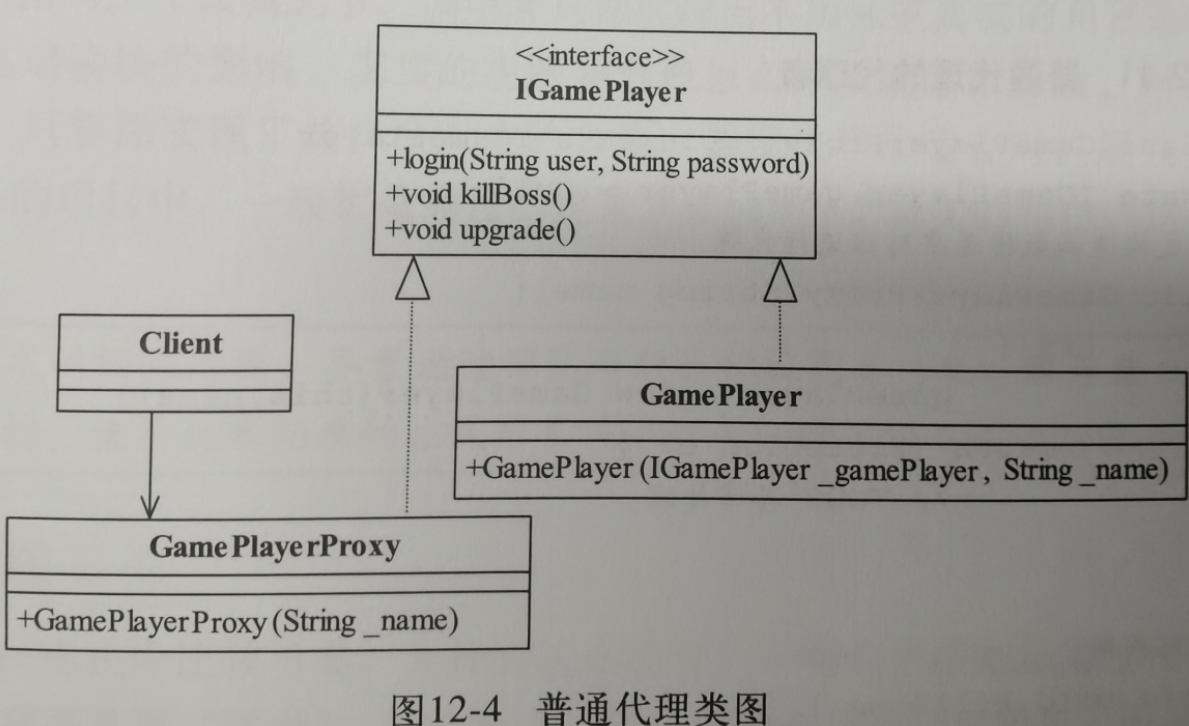 <<interface>>
IGamePlayer
+login(String user, String password)
+void killBoss()
+void upgrade()
Client
GamePlayer
+GamePlayer(IGamePlayer _gamePlayer, String _name)
GamePlayerProxy
+GamePlayerProxy(String _name)
图12-4 普通代理类图